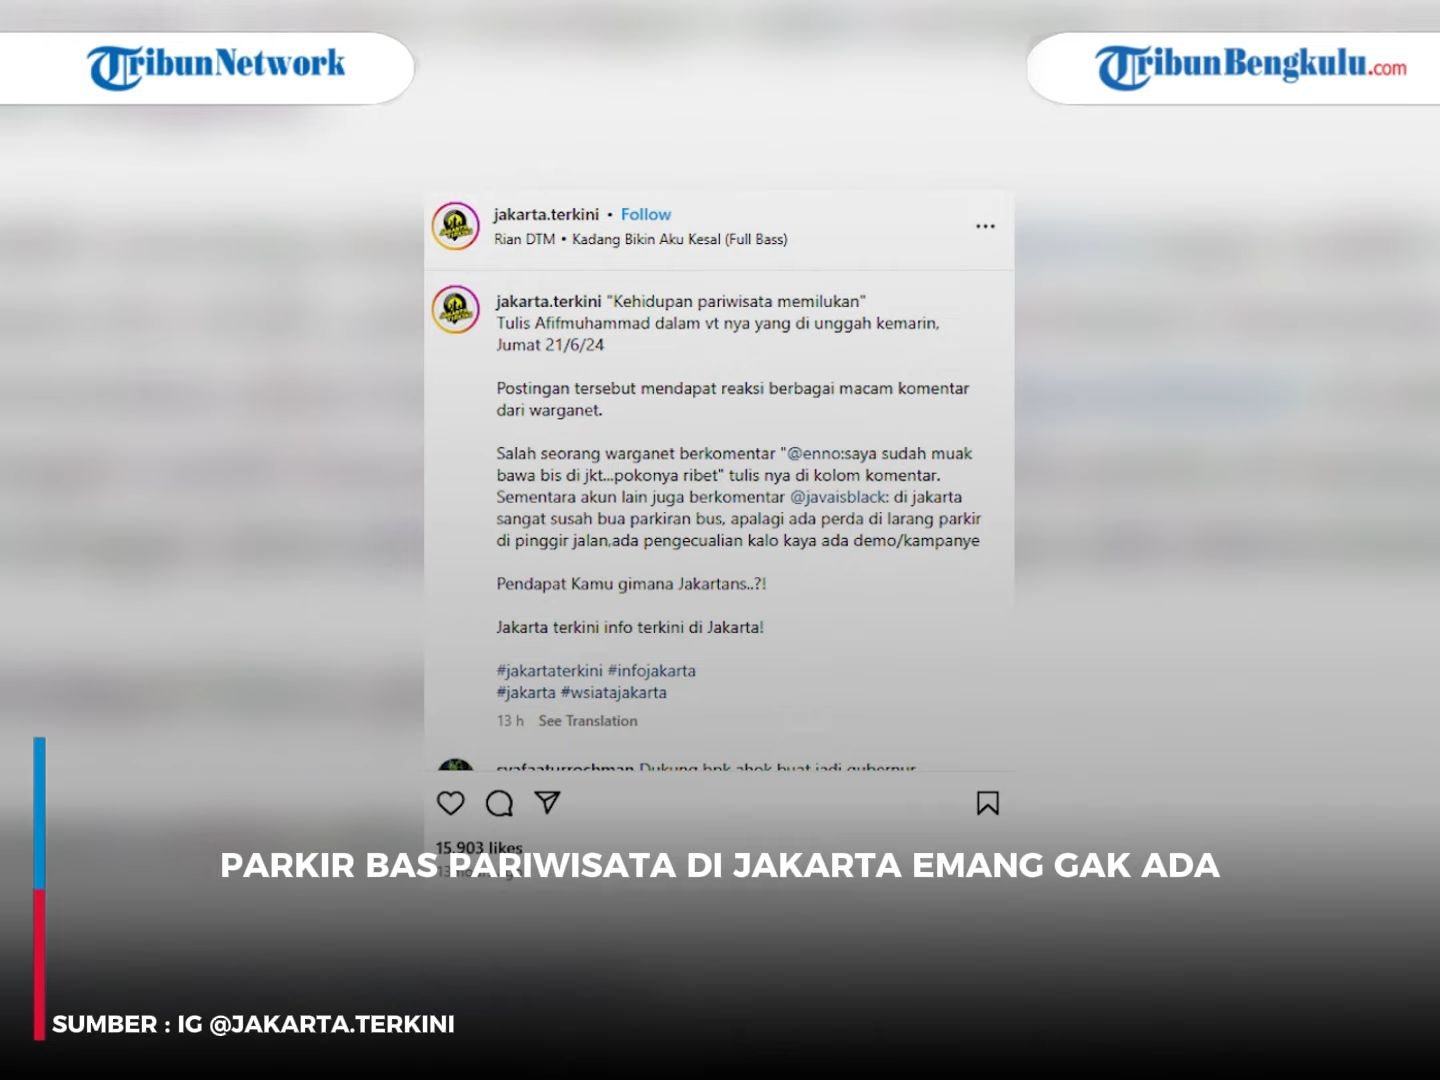 TribunNetwork
TribunBengkulu.com
jakarta.terkini • Follow
Rian DTM • Kadang Bikin Aku Kesal (Full Bass)
jakarta.terkini "Kehidupan pariwisata memilukan"
Tulis Afifmuhammad dalam vt nya yang di unggah kemarin,
Jumat 21/6/24
Postingan tersebut mendapat reaksi berbagai macam komentar
dari warganet.
Salah seorang warganet berkomentar "@enno:saya sudah muak
bawa bis di jkt...pokonya ribet" tulis nya di kolom komentar.
Sementara akun lain juga berkomentar @javaisblack: di jakarta
sangat susah bua parkiran bus, apalagi ada perda di larang parkir
di pinggir jalan,ada pengecualian kalo kaya ada demo/kampanye
Pendapat Kamu gimana Jakartans..?!
Jakarta terkini info terkini di Jakarta!
#jakartaterkini #infojakarta
#jakarta #wsiatajakarta
13 h See Translation
syafaaturrochman Dukung bpk ahok buat jadi gubernur
15,903 likes
PARKIR BAS PARIWISATA DI JAKARTA EMANG GAK ADA
SUMBER : IG @JAKARTA.TERKINI